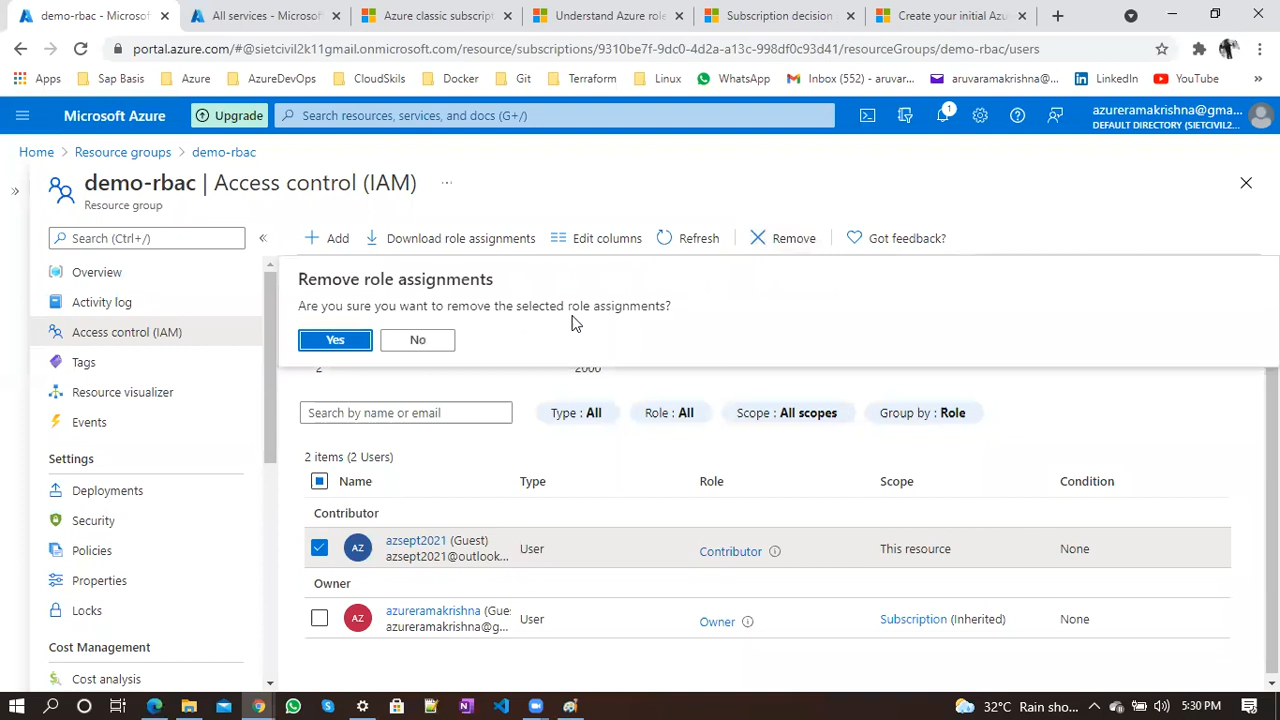 demo-rbac - Microsof
All services - Microsoft
Azure classic subscript
Understand Azure role
Subscription decision
Create your initial Azu
portal.azure.com/#@sietcivil2k11gmail.onmicrosoft.com/resource/subscriptions/9310be7f-9dc0-4d2a-a13c-998df0c93d41/resourceGroups/demo-rbac/users
Apps
Sap Basis
Azure
AzureDevOps
CloudSkils
Docker
Git
Terraform
Linux
WhatsApp
Inbox (552) - aruvar...
aruvaramakrishna@...
LinkedIn
YouTube
»
Microsoft Azure
Upgrade
Search resources, services, and docs (G+/)
1
azureramakrishna@gma...
DEFAULT DIRECTORY (SIETCIVIL2...
Home > Resource groups > demo-rbac
demo-rbac | Access control (IAM) ...
Resource group
Search (Ctrl+/)
«
Add
Download role assignments
Edit columns
Refresh
Remove
Got feedback?
Overview
Activity log
Access control (IAM)
Tags
Resource visualizer
Events
Settings
Deployments
Security
Policies
Properties
Locks
Cost Management
Cost analysis
Remove role assignments
Are you sure you want to remove the selected role assignments?
Yes
No
2
2000
Search by name or email
Type : All
Role : All
Scope : All scopes
Group by : Role
2 items (2 Users)
Name Type Role Scope Condition
Contributor
AZ azsept2021 (Guest) User Contributor This resource None
azsept2021@outlook...
Owner
AZ azureramakrishna (Gue: User Owner Subscription (Inherited) None
azureramakrishna@g...
32°C Rain sho...
5:30 PM